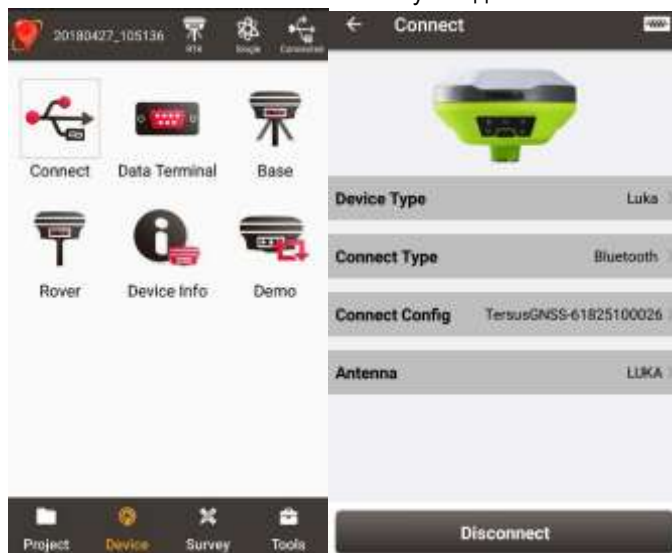 20180427_105136
RTK
Single
Connected
Connect
Data Terminal
Base
Rover
Device Info
Demo
Project
Device
Survey
Tools
Connect
Device Type
Luka
Connect Type
Bluetooth
Connect Config
TersusGNSS-61825100026
Antenna
LUKA
Disconnect